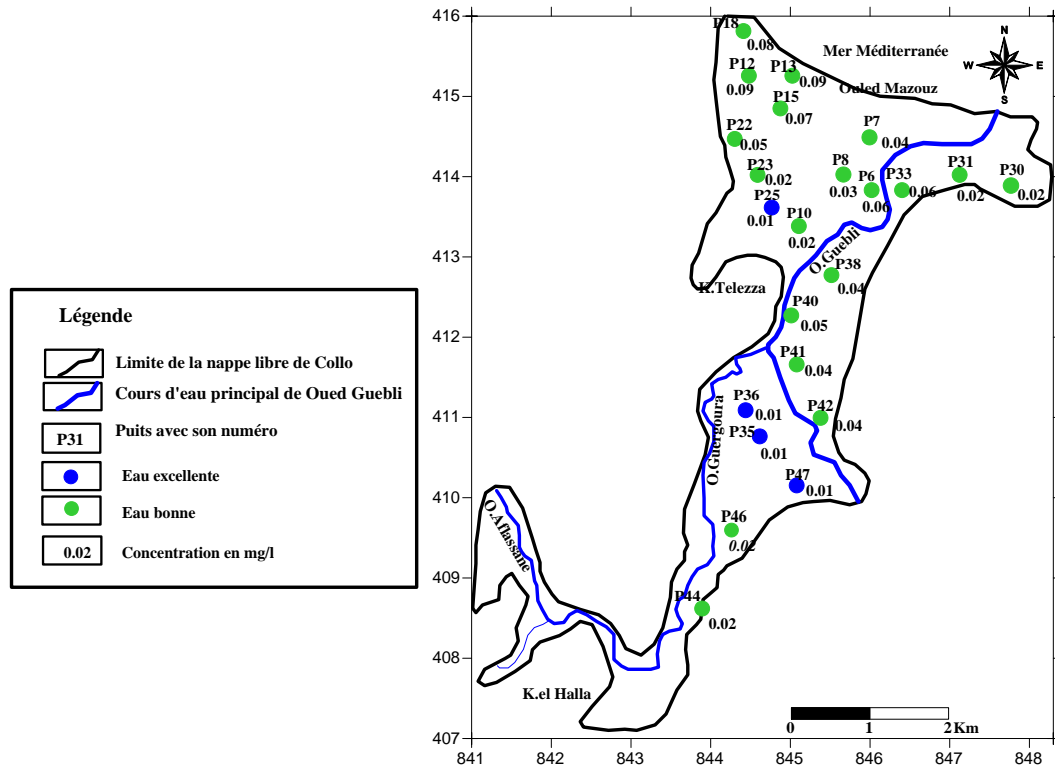 416
415
414
413
412
411
410
409
408
407
841
842
843
844
845
846
847
848
N
W
E
S
Mer Méditerranée
Ouled Mazouz
P18
0.08
P12
0.09
P13
0.09
P15
0.07
P22
0.05
P7
0.04
P23
0.02
P8
0.03
P6
0.06
P33
0.06
P31
0.02
P30
0.02
P25
0.01
P10
0.02
O.Guebli
P38
0.04
K.Telezza
P40
0.05
P41
0.04
P36
0.01
P35
0.01
P42
0.04
O.Guergoura
P47
0.01
P46
0.02
O.Aflassane
P44
0.02
K.el Halla
0
1
2
Km
Légende
Limite de la nappe libre de Collo
Cours d'eau principal de Oued Guebli
P31
Puits avec son numéro
Eau excellente
Eau bonne
0.02
Concentration en mg/l